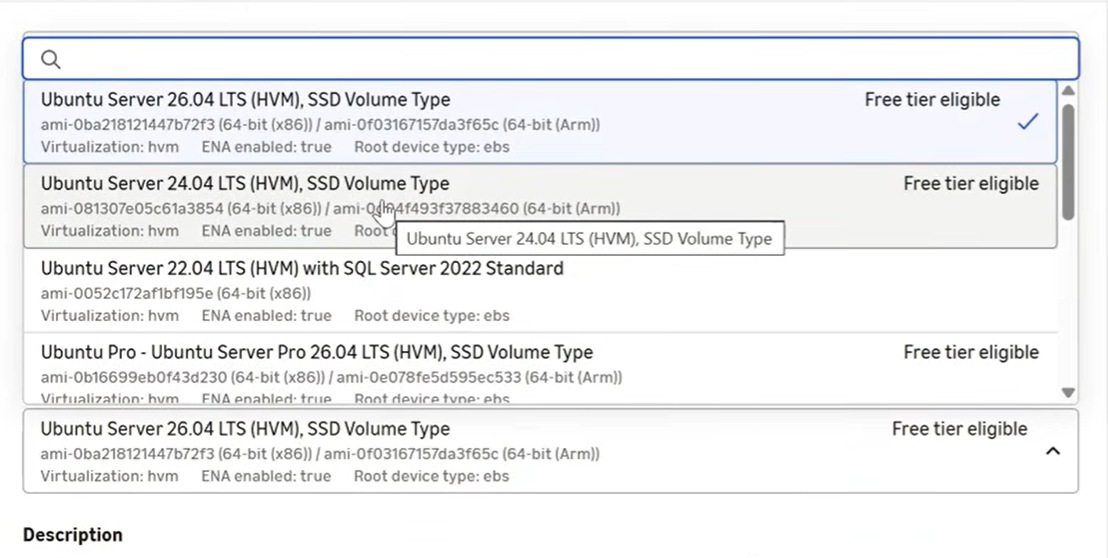 Ubuntu Server 26.04 LTS (HVM), SSD Volume Type Free tier eligible
ami-0ba218121447b72f3 (64-bit (x86)) / ami-0f03167157da3f65c (64-bit (Arm))
Virtualization: hvm ENA enabled: true Root device type: ebs
Ubuntu Server 24.04 LTS (HVM), SSD Volume Type Free tier eligible
ami-081307e05c61a3854 (64-bit (x86)) / (64-bit (Arm))
Virtualization: hvm ENA enabled: true
Ubuntu Server 24.04 LTS (HVM), SSD Volume Type
Ubuntu Server 22.04 LTS (HVM) with SQL Server 2022 Standard
ami-0052c172af1bf195e (64-bit (x86))
Virtualization: hvm ENA enabled: true Root device type: ebs
Ubuntu Pro - Ubuntu Server Pro 26.04 LTS (HVM), SSD Volume Type Free tier eligible
ami-0b16699eb0f43d230 (64-bit (x86)) / ami-0e078fe5d595ec533 (64-bit (Arm))
Virtualization: hvm ENA enabled: true Root device type: ebs
Ubuntu Server 26.04 LTS (HVM), SSD Volume Type Free tier eligible
ami-0ba218121447b72f3 (64-bit (x86)) / ami-0f03167157da3f65c (64-bit (Arm))
Virtualization: hvm ENA enabled: true Root device type: ebs
Description